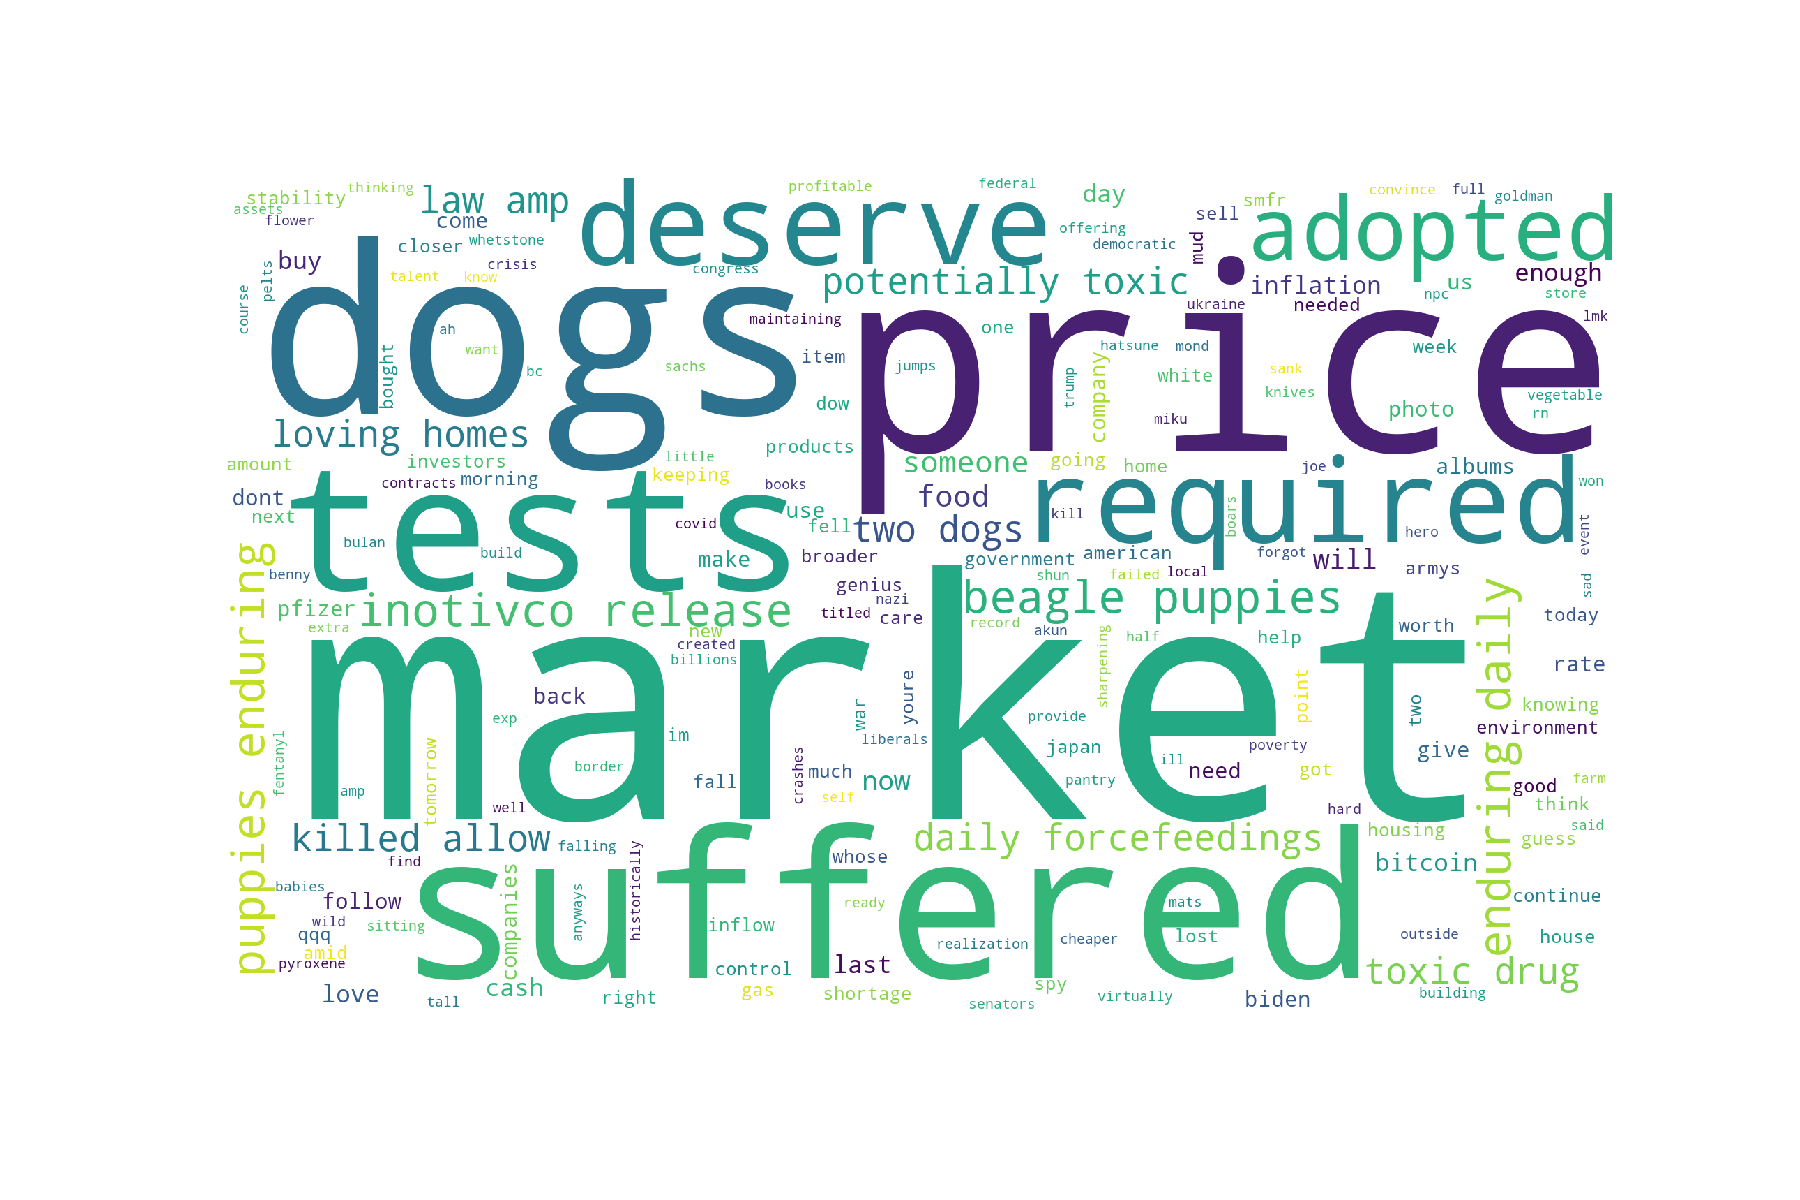 stability
thinking
law amp
deserve
profitable
federal
day
smfr
convince
full
goldman
assets
flower
come
whetstone
offering
sell
adopted
closer
democratic
mud
buy
talent
know
crisis
congress
potentially toxic
inflation
us
enough
pelts
course
dogs
price
npc
store
ukraine
needed
lmk
maintaining
ah
want
bought
bc
sachs
item
one
jumps
hatsune
mond
week
trump
company
white
sank
knives
vegetable
rn
dow
miku
photo
loving homes
products
amount
investors
morning
little
keeping
someone
going
home
joe
albums
contracts
books
dont
next
tests
covid
use
fell
food
two dogs
kill
required
boars
won
hero
event
bulan
build
make
broader
government
american
forgot
will
armys
benny
genius
nazi
shun
failed
local
sad
pfizer
inotivco release
titled
care
beagle puppies
today
extra
new
created
billions
record
akun
half
help
worth
puppies enduring
enduring daily
market
back
youre
sharpening
point
rate
exp
im
war
provide
two
knowing
liberals
japan
poverty
environment
fentanyl
border
fall
crashes
much
now
ill
need
got
give
tomorrow
amp
self
pantry
good
farm
well
hard
think
killed allow
falling
daily forcefeedings
housing
said
guess
find
whose
bitcoin
babies
follow
companies
anyways
historically
suffered
ready
mats
continue
wild
sitting
inflow
qqq
amid
realization
cheaper
lost
outside
house
pyroxene
cash
control
last
toxic drug
love
tall
right
gas
shortage
spy
senators
virtually
biden
building